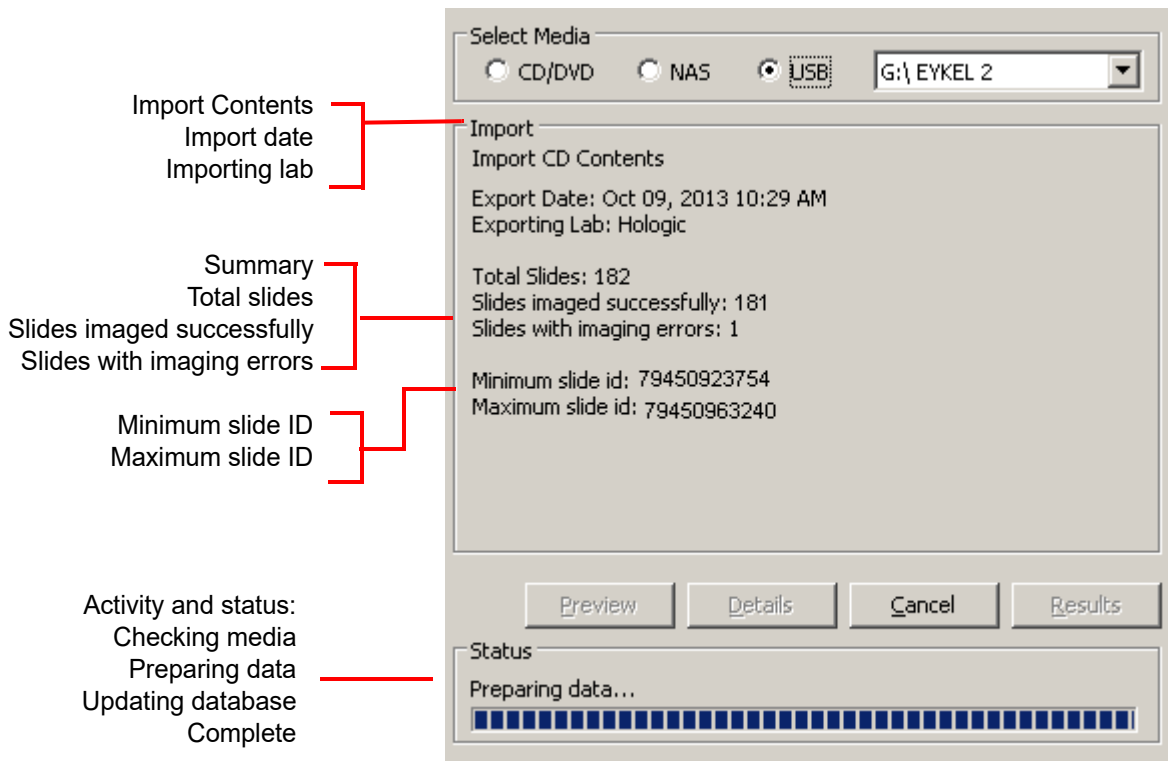 Select Media
CD/DVD NAS USB G:\ EYKEL 2
Import Contents
Import date
Importing lab
Import
Import CD Contents
Export Date: Oct 09, 2013 10:29 AM
Exporting Lab: Hologic
Summary
Total slides
Slides imaged successfully
Slides with imaging errors
Total Slides: 182
Slides imaged successfully: 181
Slides with imaging errors: 1
Minimum slide ID
Maximum slide ID
Minimum slide id: 79450923754
Maximum slide id: 79450963240
Preview Details Cancel Results
Activity and status:
Checking media
Preparing data
Updating database
Complete
Status
Preparing data...